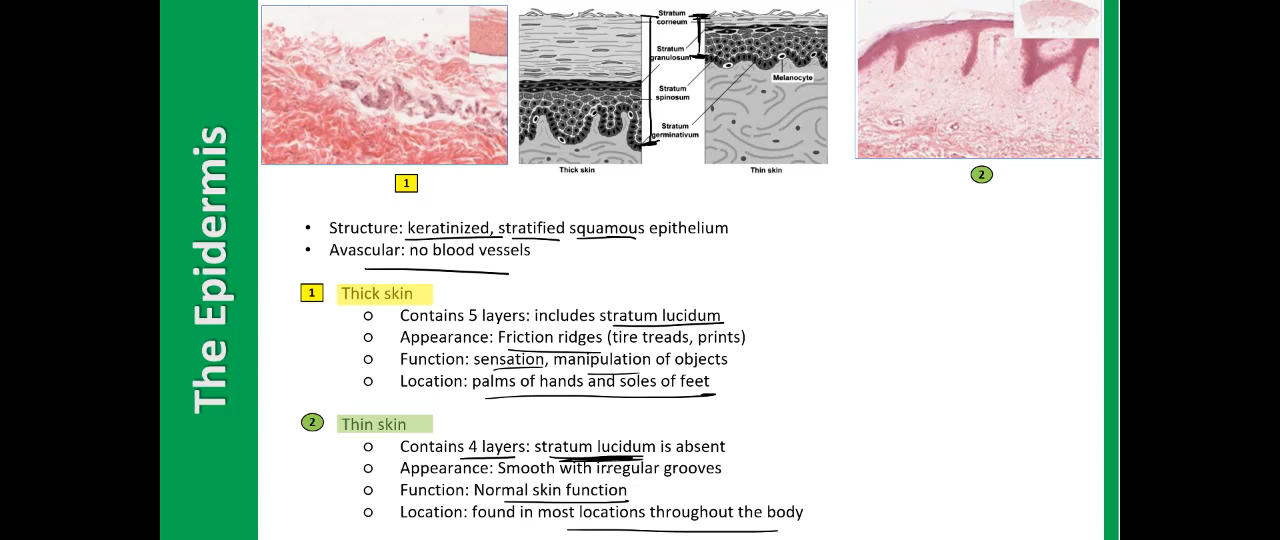 The Epidermis
Stratum
corneum
Stratum
granulosum
Stratum
spinosum
Stratum
germinativum
Melanocyte
Thick skin
Thin skin
1
2
• Structure: keratinized, stratified squamous epithelium
• Avascular: no blood vessels
1 Thick skin
o Contains 5 layers: includes stratum lucidum
o Appearance: Friction ridges (tire treads, prints)
o Function: sensation, manipulation of objects
o Location: palms of hands and soles of feet
2 Thin skin
o Contains 4 layers: stratum lucidum is absent
o Appearance: Smooth with irregular grooves
o Function: Normal skin function
o Location: found in most locations throughout the body